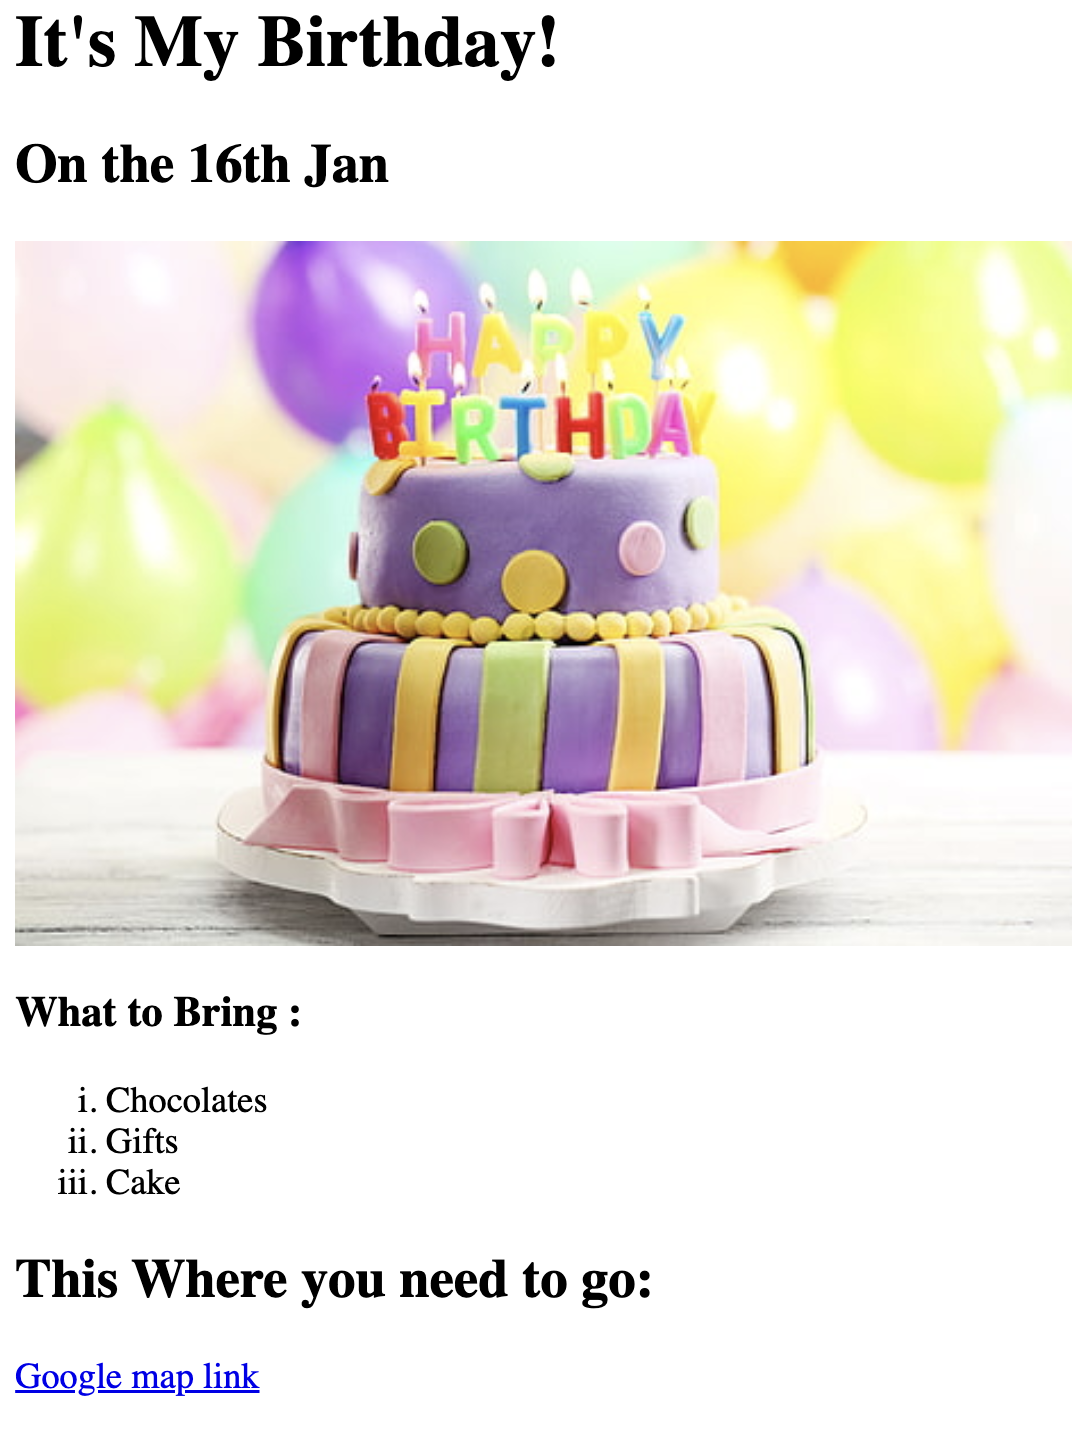 It's My Birthday!
On the 16th Jan
HAPPY
BIRTHDAY
What to Bring :
i. Chocolates
ii. Gifts
iii. Cake
This Where you need to go:
Google map link